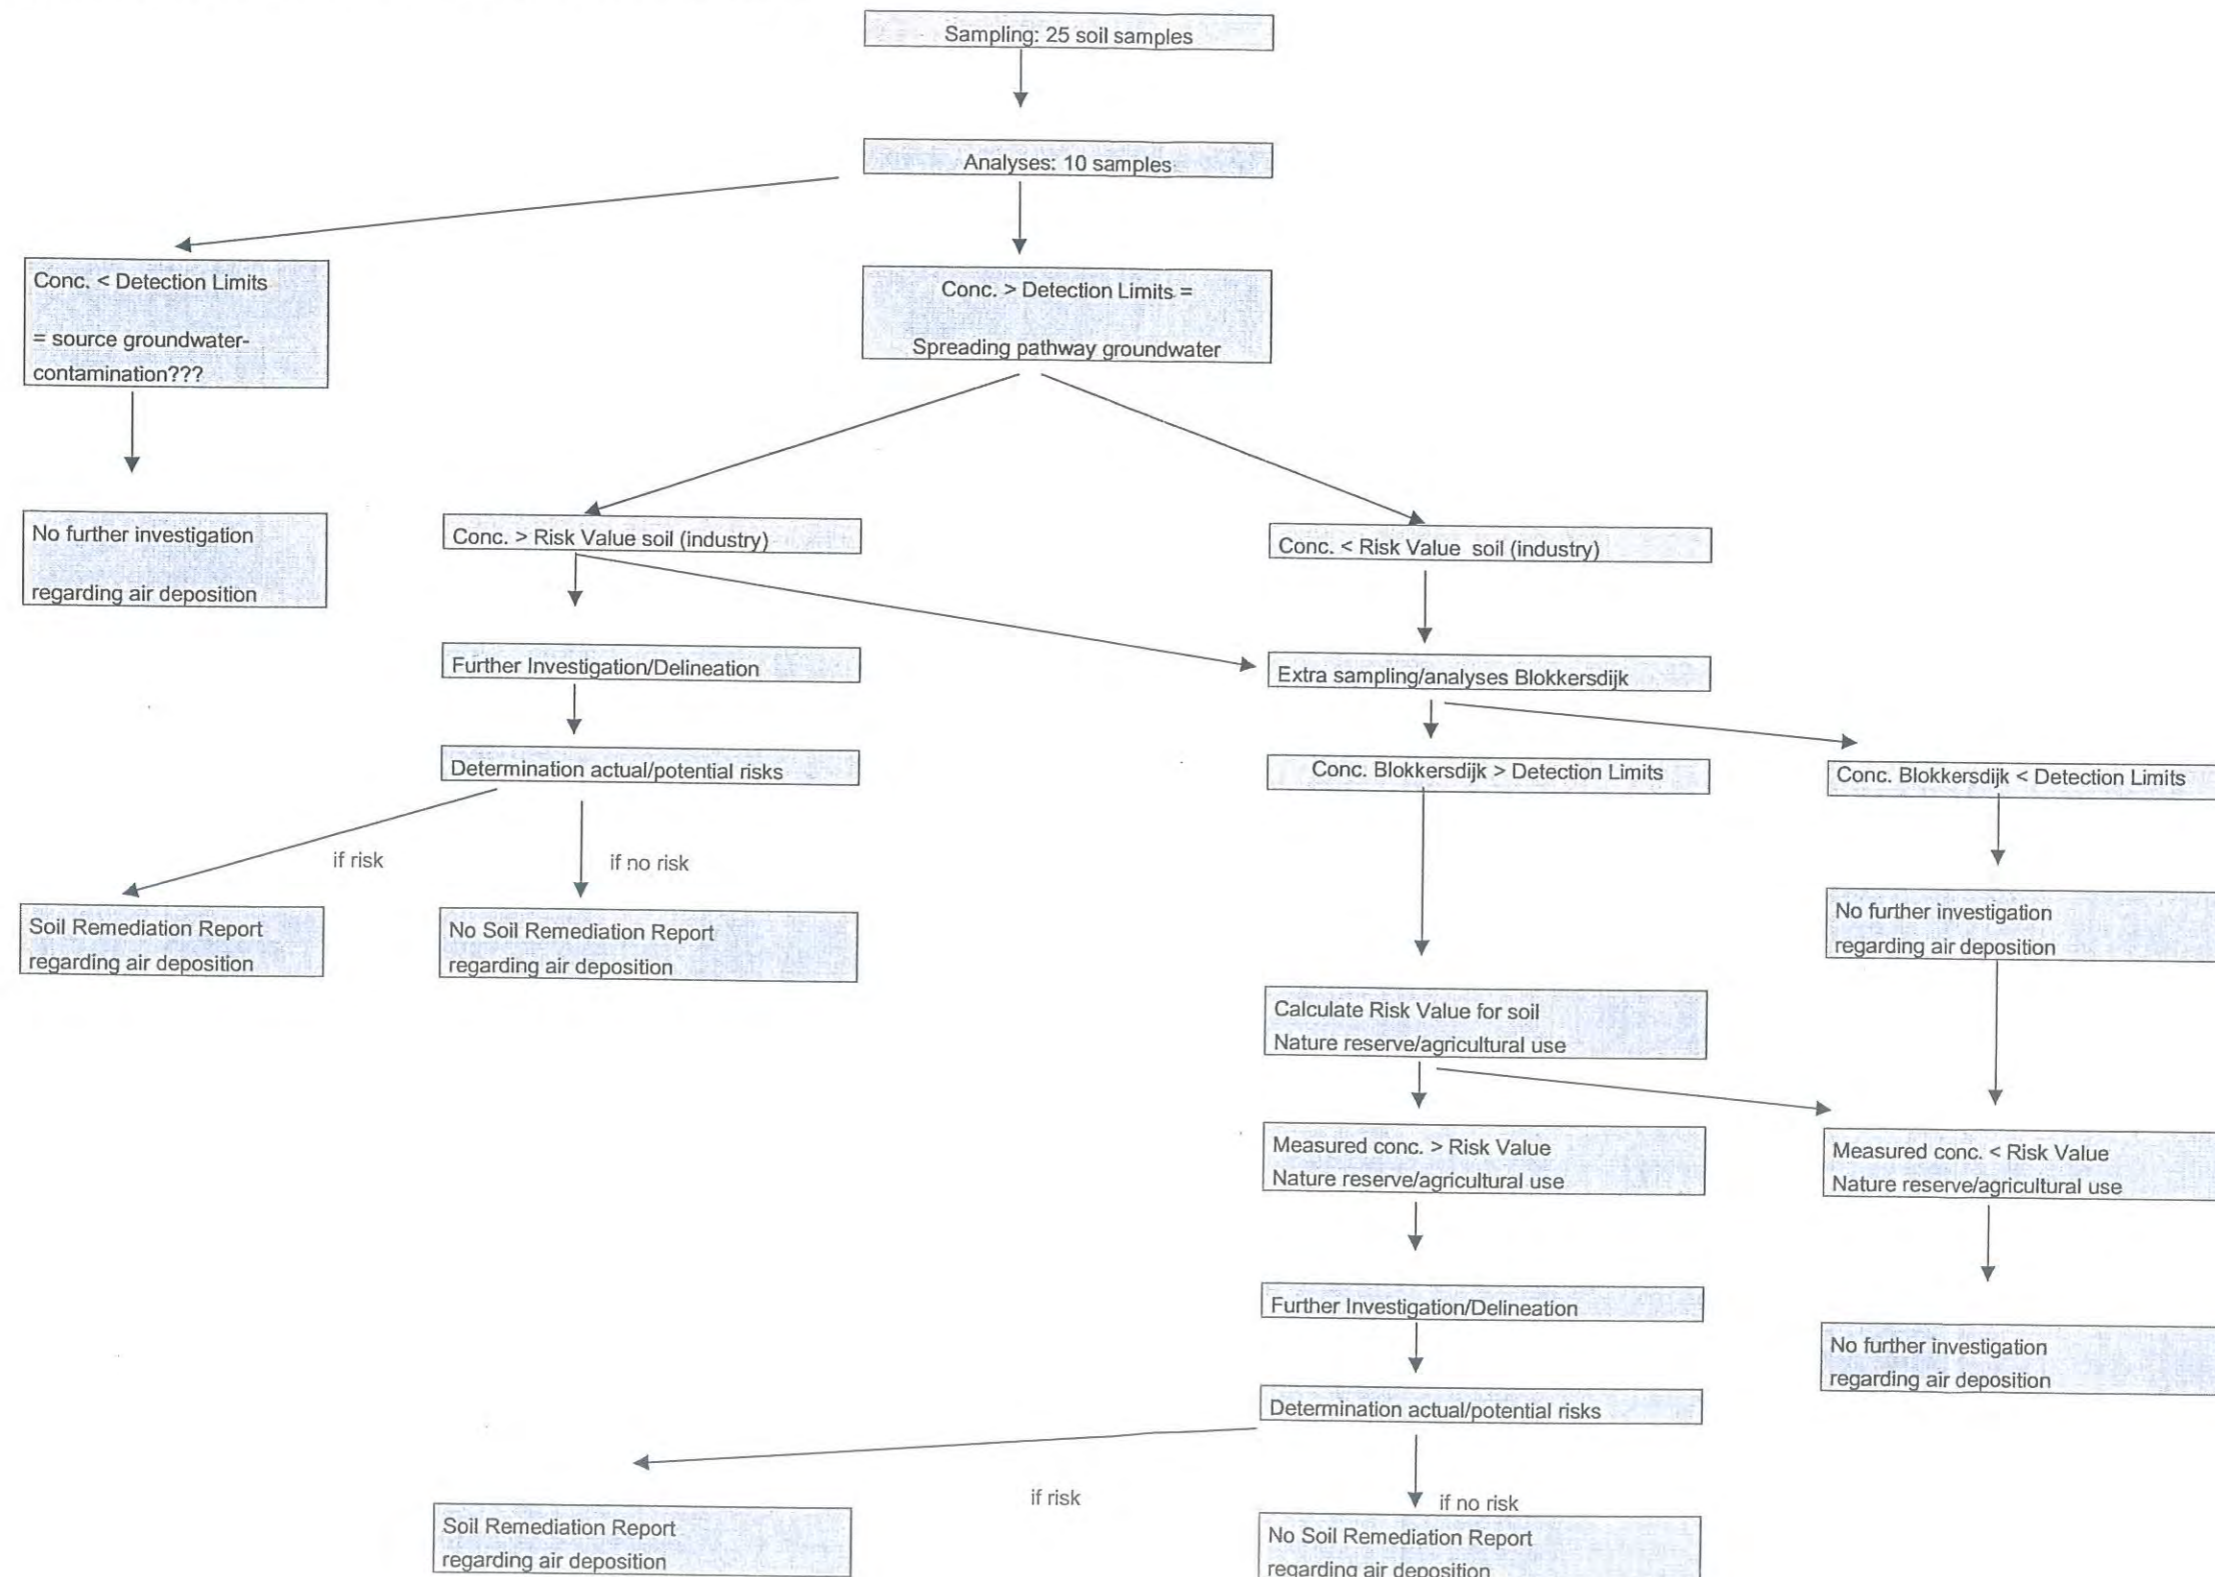 Sampling: 25 soil samples
Analyses: 10 samples
Conc. < Detection Limits
= source groundwater-
contamination???
Conc. > Detection Limits =
Spreading pathway groundwater
No further investigation
regarding air deposition
Conc. > Risk Value soil (industry)
Conc. < Risk Value soil (industry)
Further Investigation/Delineation
Extra sampling/analyses Blokkersdijk
Determination actual/potential risks
Conc. Blokkersdijk > Detection Limits
Conc. Blokkersdijk < Detection Limits
if risk
if no risk
Soil Remediation Report
regarding air deposition
No Soil Remediation Report
regarding air deposition
No further investigation
regarding air deposition
Calculate Risk Value for soil
Nature reserve/agricultural use
Measured conc. > Risk Value
Nature reserve/agricultural use
Measured conc. < Risk Value
Nature reserve/agricultural use
Further Investigation/Delineation
No further investigation
regarding air deposition
Determination actual/potential risks
if risk
if no risk
Soil Remediation Report
regarding air deposition
No Soil Remediation Report
regarding air deposition